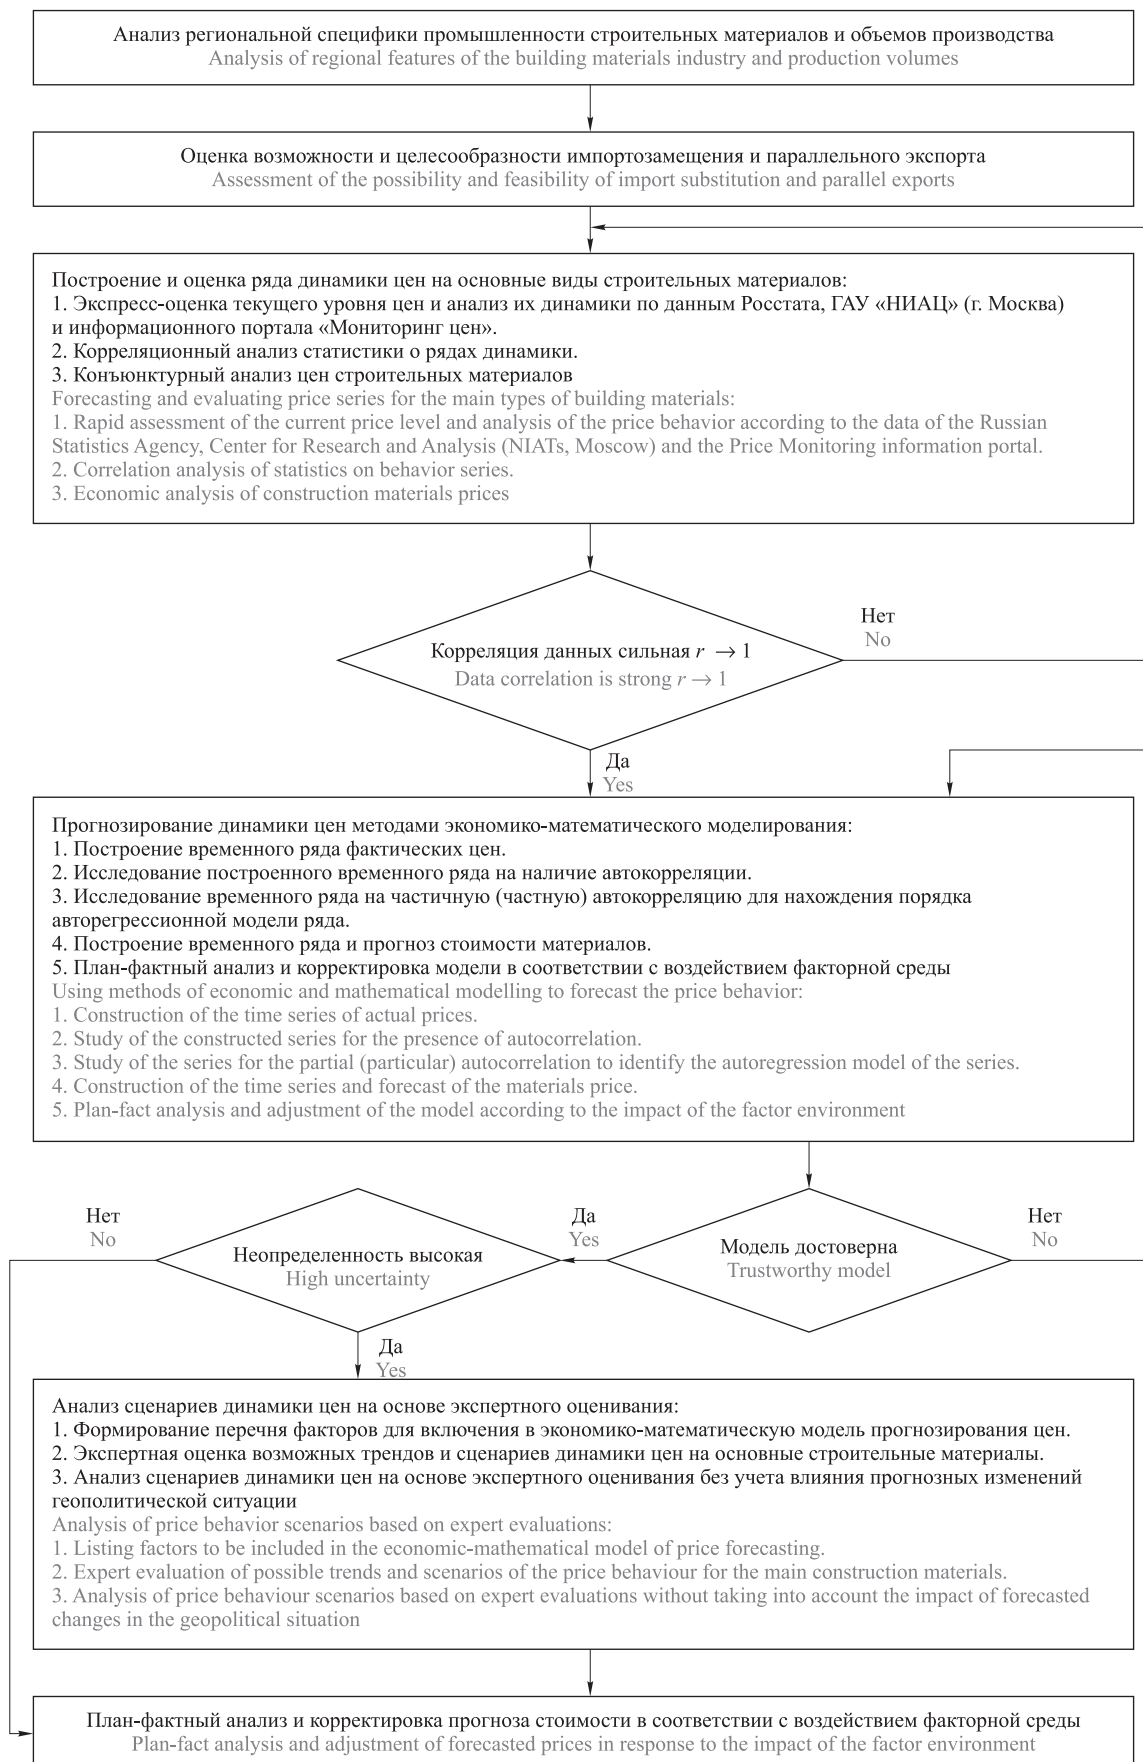 Анализ региональной специфики промышленности строительных материалов и объемов производства
Analysis of regional features of the building materials industry and production volumes
Оценка возможности и целесообразности импортозамещения и параллельного экспорта
Assessment of the possibility and feasibility of import substitution and parallel exports
Построение и оценка ряда динамики цен на основные виды строительных материалов:
1. Экспресс-оценка текущего уровня цен и анализ их динамики по данным Росстата, ГАУ «НИАЦ» (г. Москва)
и информационного портала «Мониторинг цен».
2. Корреляционный анализ статистики о рядах динамики.
3. Конъюнктурный анализ цен строительных материалов
Forecasting and evaluating price series for the main types of building materials:
1. Rapid assessment of the current price level and analysis of the price behavior according to the data of the Russian
Statistics Agency, Center for Research and Analysis (NIATs, Moscow) and the Price Monitoring information portal.
2. Correlation analysis of statistics on behavior series.
3. Economic analysis of construction materials prices
Корреляция данных сильная r → 1
Data correlation is strong r → 1
Нет
No
Да
Yes
Прогнозирование динамики цен методами экономико-математического моделирования:
1. Построение временного ряда фактических цен.
2. Исследование построенного временного ряда на наличие автокорреляции.
3. Исследование временного ряда на частичную (частную) автокорреляцию для нахождения порядка
авторегрессионной модели ряда.
4. Построение временного ряда и прогноз стоимости материалов.
5. План-фактный анализ и корректировка модели в соответствии с воздействием факторной среды
Using methods of economic and mathematical modelling to forecast the price behavior:
1. Construction of the time series of actual prices.
2. Study of the constructed series for the presence of autocorrelation.
3. Study of the series for the partial (particular) autocorrelation to identify the autoregression model of the series.
4. Construction of the time series and forecast of the materials price.
5. Plan-fact analysis and adjustment of the model according to the impact of the factor environment
Нет
No
Неопределенность высокая
High uncertainty
Да
Yes
Модель достоверна
Trustworthy model
Нет
No
Да
Yes
Анализ сценариев динамики цен на основе экспертного оценивания:
1. Формирование перечня факторов для включения в экономико-математическую модель прогнозирования цен.
2. Экспертная оценка возможных трендов и сценариев динамики цен на основные строительные материалы.
3. Анализ сценариев динамики цен на основе экспертного оценивания без учета влияния прогнозных изменений
геополитической ситуации
Analysis of price behavior scenarios based on expert evaluations:
1. Listing factors to be included in the economic-mathematical model of price forecasting.
2. Expert evaluation of possible trends and scenarios of the price behaviour for the main construction materials.
3. Analysis of price behaviour scenarios based on expert evaluations without taking into account the impact of forecasted
changes in the geopolitical situation
План-фактный анализ и корректировка прогноза стоимости в соответствии с воздействием факторной среды
Plan-fact analysis and adjustment of forecasted prices in response to the impact of the factor environment